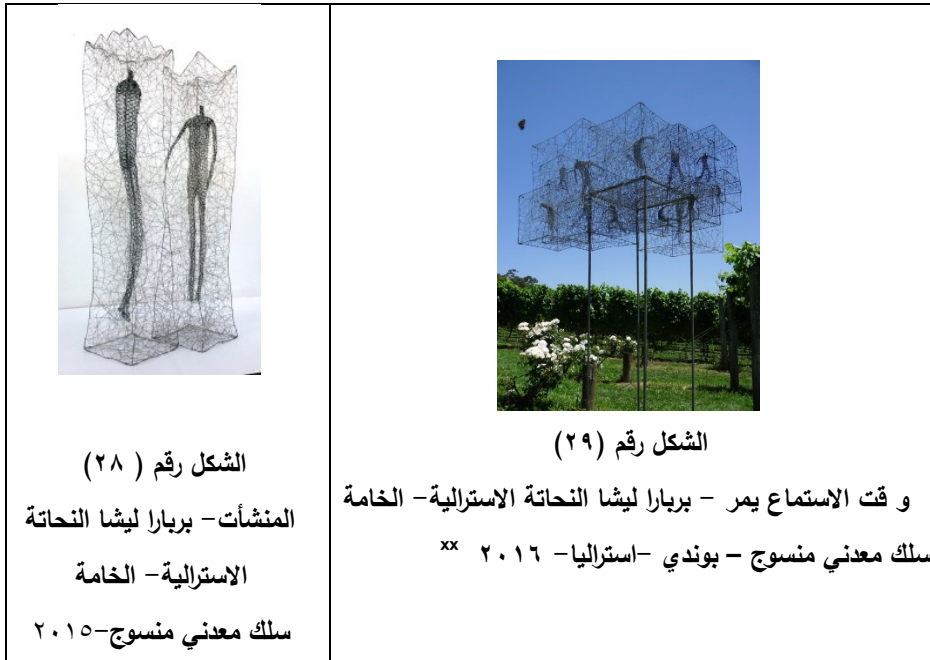 الشكل رقم (٢٩)
و قت الاستماع يمر – بربارا ليشا النحاتة الاسترالية– الخامة
سلك معدني منسوج – بوندي –استراليا– ٢٠١٦ xx
الشكل رقم ( ٢٨)
المنشأت– بربارا ليشا النحاتة
الاسترالية– الخامة
سلك معدني منسوج–٢٠١٥